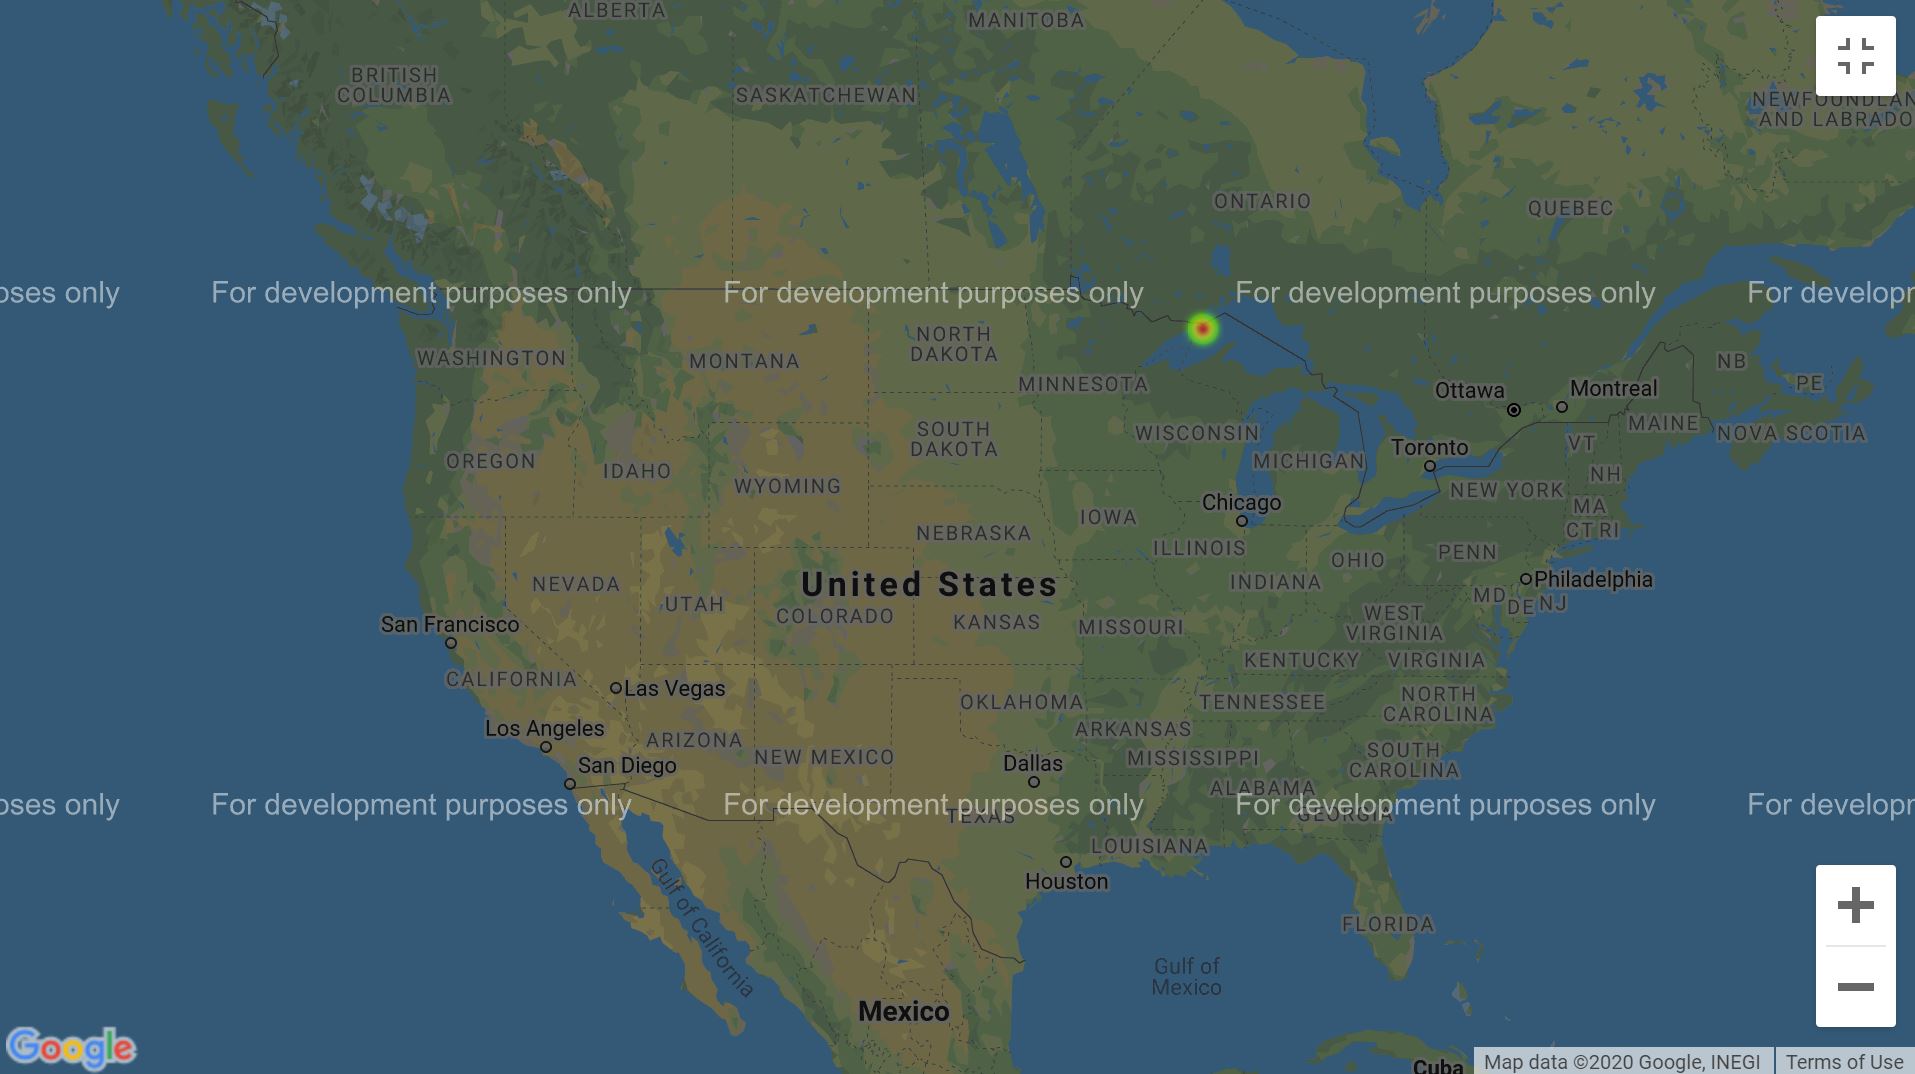 ALBERTA
MANITOBA
BRITISH
COLUMBIA
SASKATCHEWAN
NEWFOUNDLAN
AND LABRADO
ONTARIO
QUEBEC
oses only
For development purposes only
For development purposes only
For development purposes only
For develop
NORTH
DAKOTA
WASHINGTON
MONTANA
NB
MINNESOTA
PE
Ottawa
Montreal
MAINE
NOVA SCOTIA
SOUTH
DAKOTA
WISCONSIN
VT
Toronto
OREGON
IDAHO
MICHIGAN
NH
WYOMING
NEW YORK
Chicago
MA
IOWA
CT RI
NEBRASKA
ILLINOIS
PENN
OHIO
United States
NEVADA
INDIANA
Philadelphia
UTAH
MD
DE
NJ
COLORADO
KANSAS
MISSOURI
WEST
VIRGINIA
San Francisco
KENTUCKY
VIRGINIA
CALIFORNIA
Las Vegas
OKLAHOMA
TENNESSEE
NORTH
CAROLINA
Los Angeles
ARIZONA
NEW MEXICO
ARKANSAS
MISSISSIPPI
SOUTH
CAROLINA
San Diego
Dallas
ALABAMA
oses only
For development purposes only
For development purposes only
For development purposes only
For develop
TEXAS
GEORGIA
LOUISIANA
Houston
Gulf of California
FLORIDA
Gulf of
Mexico
Mexico
Google
Cuba
Map data ©2020 Google, INEGI
Terms of Use